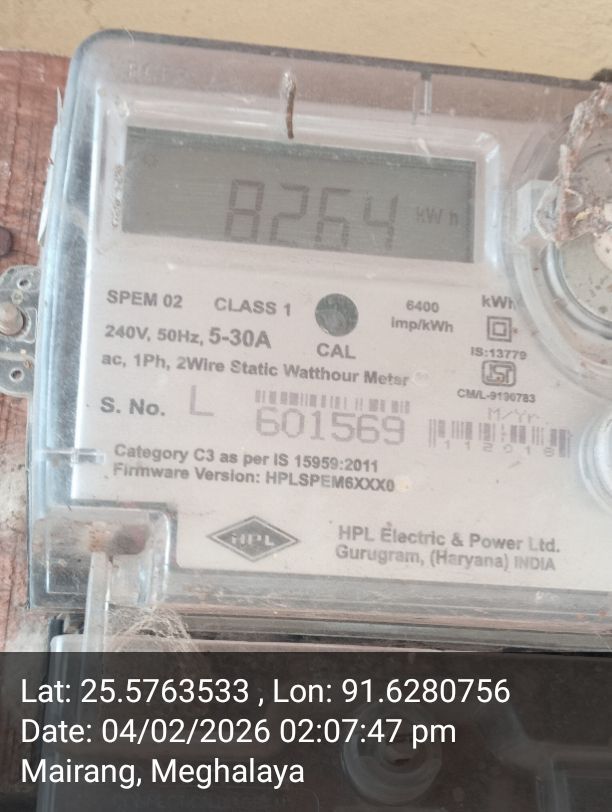 8264 kWh
SPEM 02 CLASS 1 6400 imp/kWh kWh
240V, 50Hz, 5-30A
CAL
IS:13779
ac, 1Ph, 2Wire Static Watthour Meter
CM/L-9190783
S. No. L 601569
M/Yr.
112018
Category C3 as per IS 15959:2011
Firmware Version: HPLSPEM6XXX0
HPL
HPL Electric & Power Ltd.
Gurugram, (Haryana) INDIA
Lat: 25.5763533 , Lon: 91.6280756
Date: 04/02/2026 02:07:47 pm
Mairang, Meghalaya